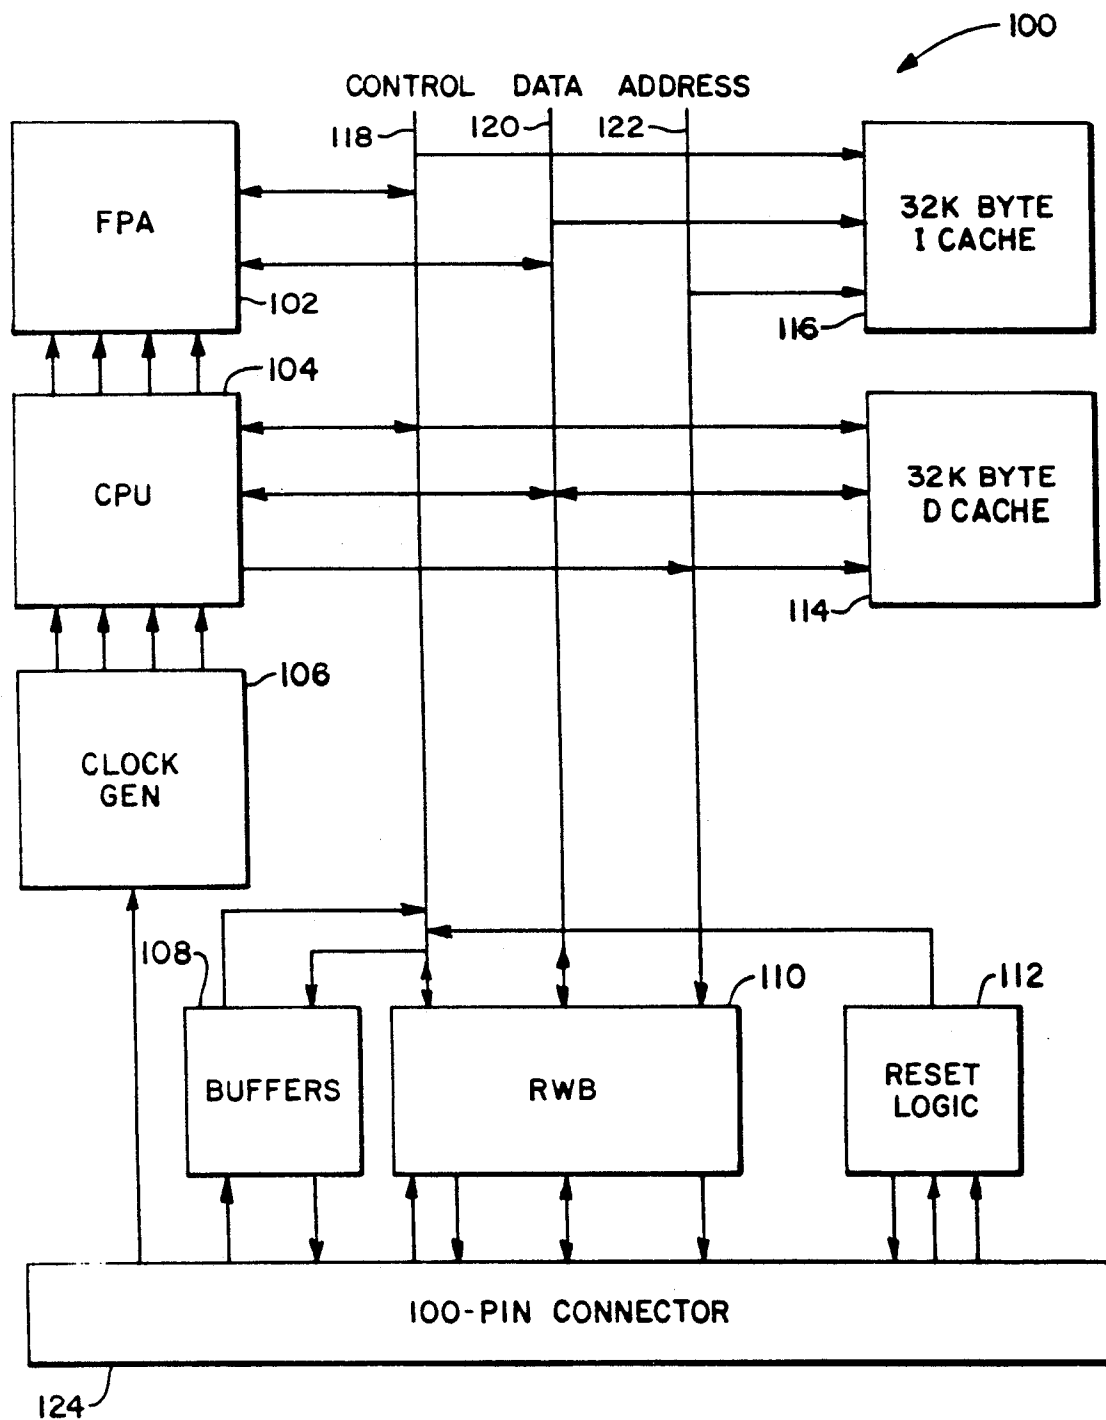 100
CONTROL DATA ADDRESS
118
120
122
FPA
102
32K BYTE
I CACHE
116
104
CPU
32K BYTE
D CACHE
114
106
CLOCK
GEN
108
110
112
BUFFERS
RWB
RESET
LOGIC
100-PIN CONNECTOR
124